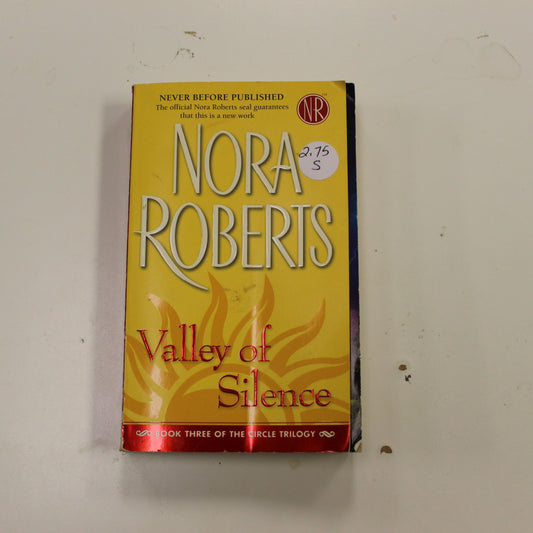 NEVER BEFORE PUBLISHED
The official Nora Roberts seal guarantees
that this is a new work
NR
™
NORA
2.75
S
ROBERTS
Valley of
Silence
BOOK THREE OF THE CIRCLE TRILOGY